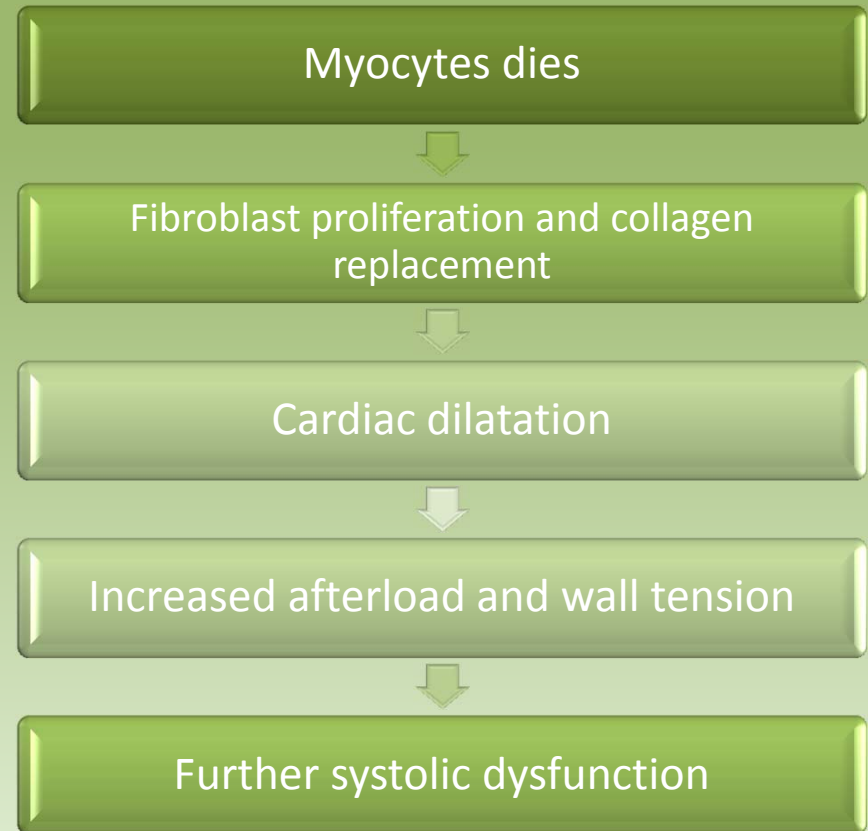 Myocytes dies
Fibroblast proliferation and collagen
replacement
Cardiac dilatation
Increased afterload and wall tension
Further systolic dysfunction